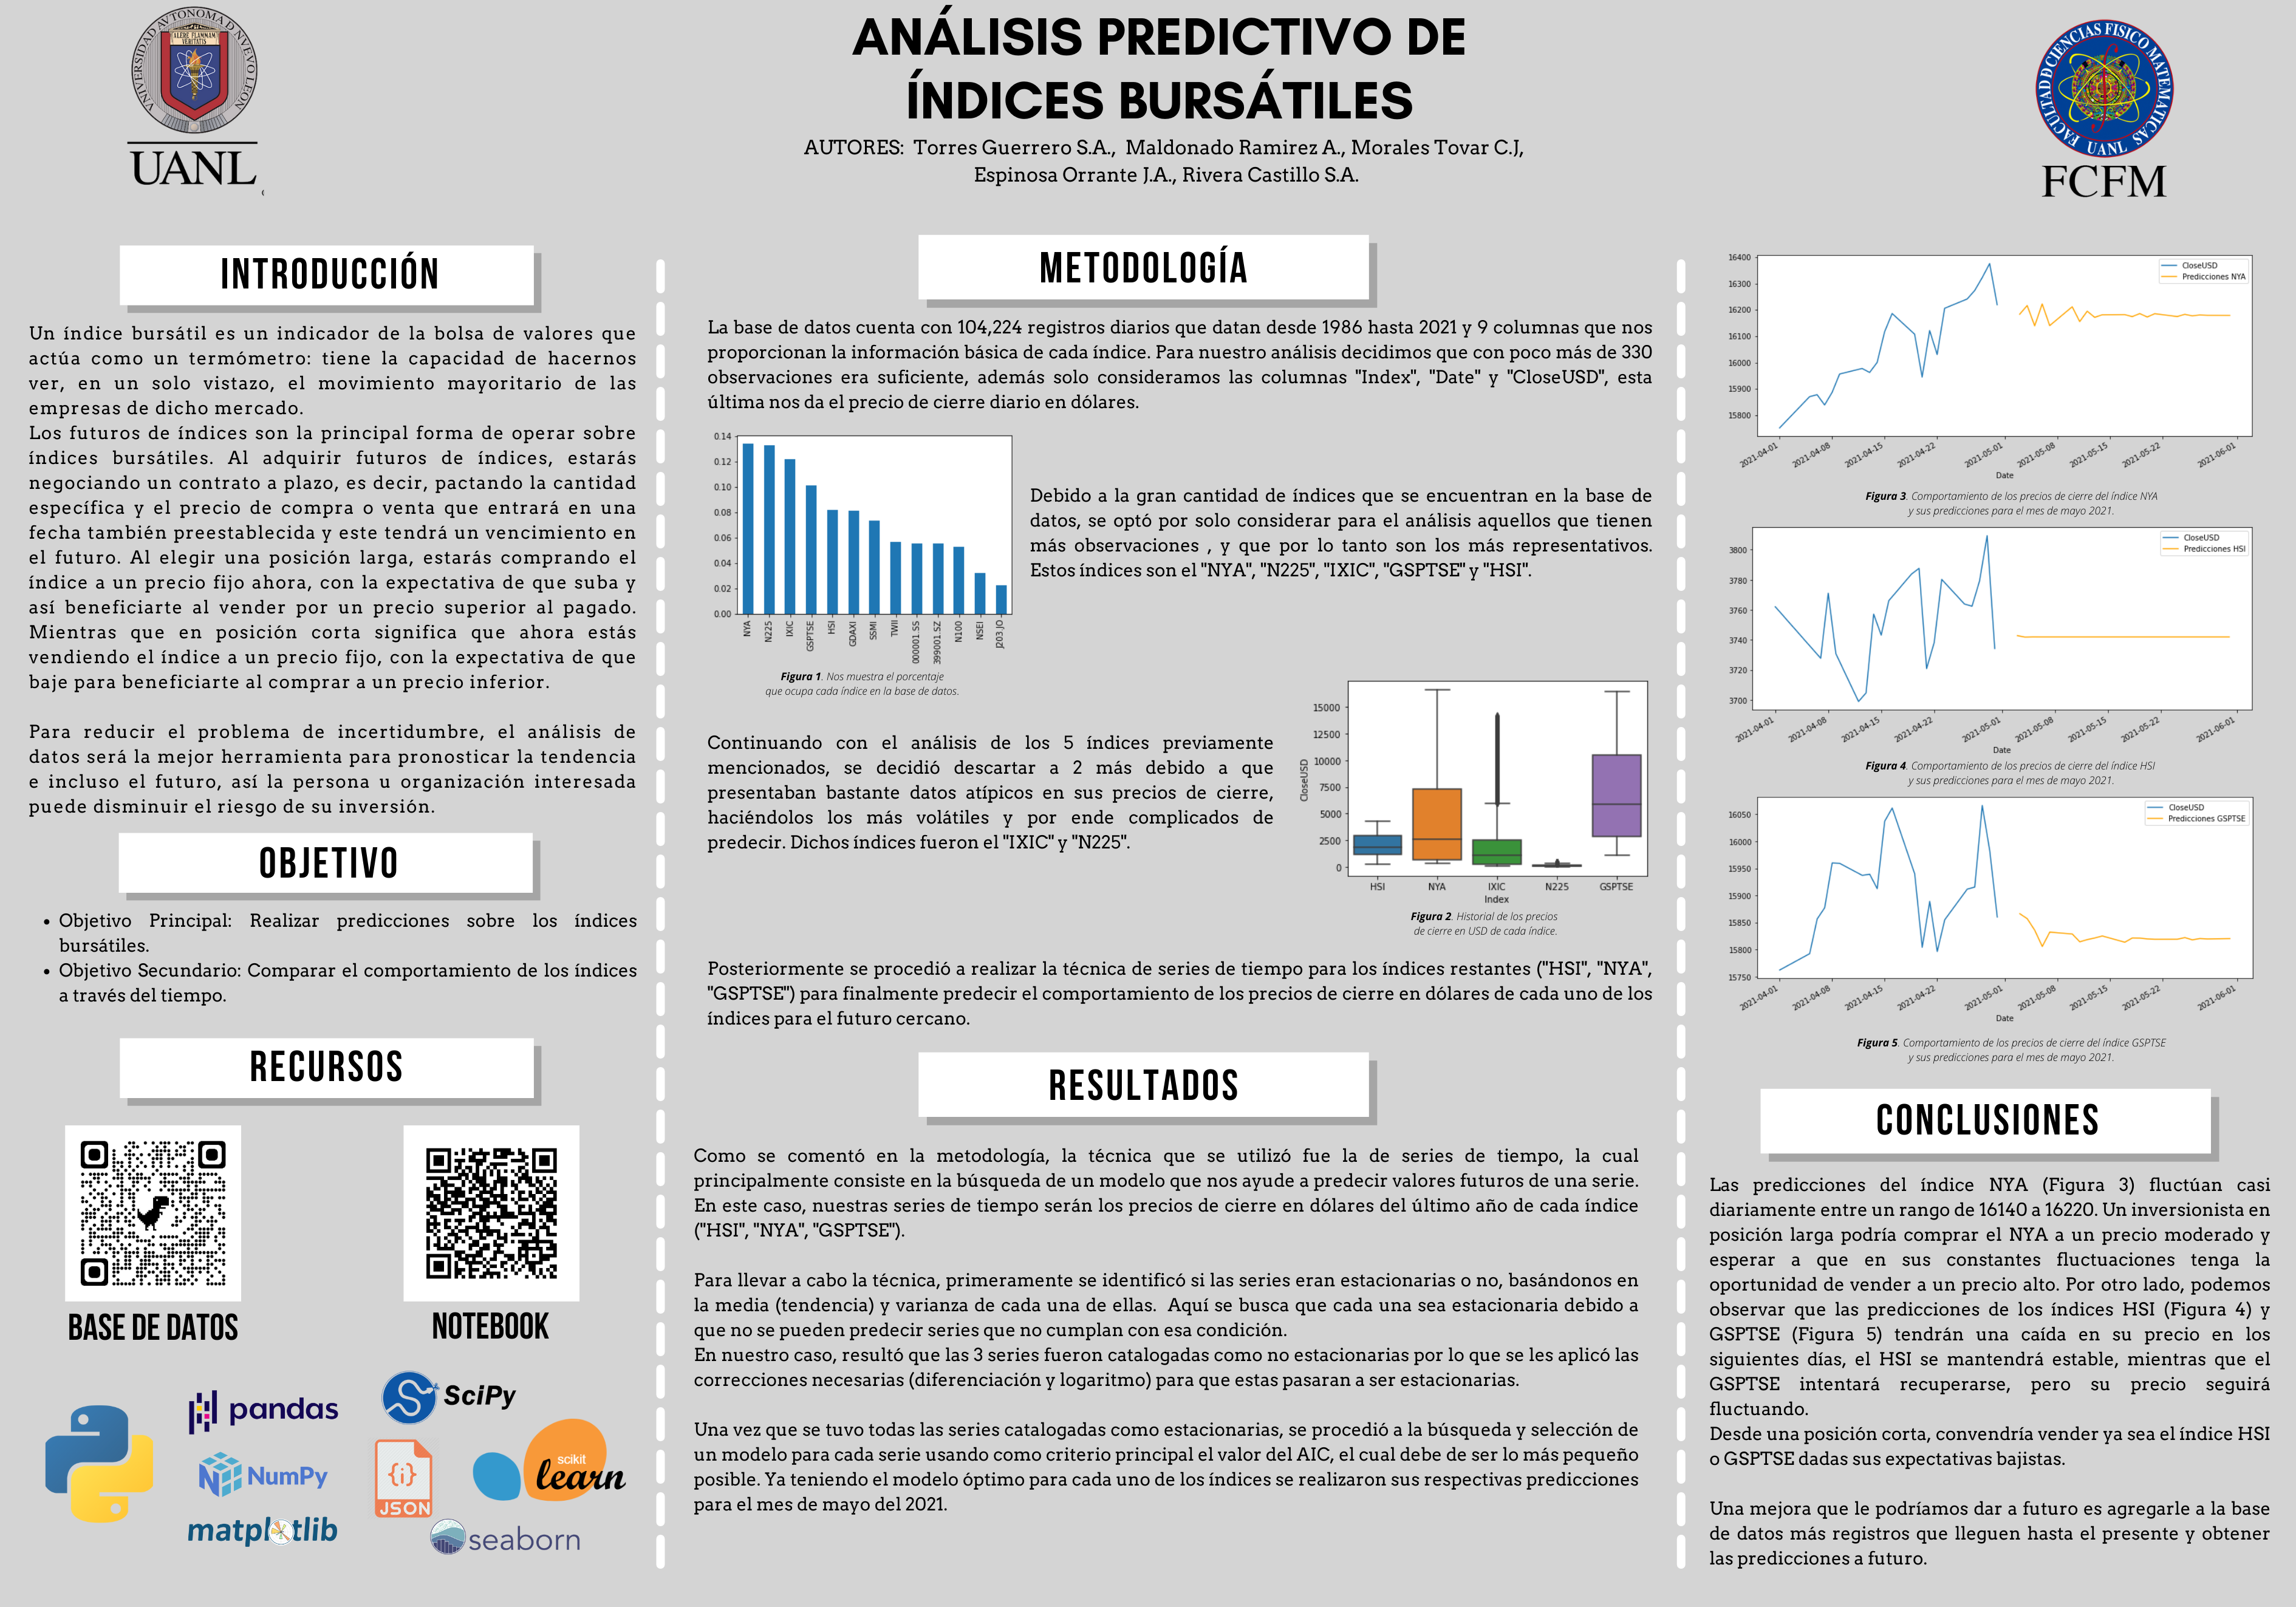 ANÁLISIS PREDICTIVO DE
ÍNDICES BURSÁTILES
AUTORES: Torres Guerrero S.A., Maldonado Ramirez A., Morales Tovar C.J,
Espinosa Orrante J.A., Rivera Castillo S.A.
ALERE FLAMMAM
VERITATIS
UANL
FACULTAD D CIENCIAS FISICO MATEMATICAS
UANL
FCFM
INTRODUCCIÓN
Un índice bursátil es un indicador de la bolsa de valores que
actúa como un termómetro: tiene la capacidad de hacernos
ver, en un solo vistazo, el movimiento mayoritario de las
empresas de dicho mercado.
Los futuros de índices son la principal forma de operar sobre
índices bursátiles. Al adquirir futuros de índices, estarás
negociando un contrato a plazo, es decir, pactando la cantidad
específica y el precio de compra o venta que entrará en una
fecha también preestablecida y este tendrá un vencimiento en
el futuro. Al elegir una posición larga, estarás comprando el
índice a un precio fijo ahora, con la expectativa de que suba y
así beneficiarte al vender por un precio superior al pagado.
Mientras que en posición corta significa que ahora estás
vendiendo el índice a un precio fijo, con la expectativa de que
baje para beneficiarte al comprar a un precio inferior.
Para reducir el problema de incertidumbre, el análisis de
datos será la mejor herramienta para pronosticar la tendencia
e incluso el futuro, así la persona u organización interesada
puede disminuir el riesgo de su inversión.
OBJETIVO
• Objetivo Principal: Realizar predicciones sobre los índices
bursátiles.
• Objetivo Secundario: Comparar el comportamiento de los índices
a través del tiempo.
RECURSOS
BASE DE DATOS
NOTEBOOK
pandas
SciPy
NumPy
{i}
JSON
scikit
learn
matplotlib
seaborn
METODOLOGÍA
La base de datos cuenta con 104,224 registros diarios que datan desde 1986 hasta 2021 y 9 columnas que nos
proporcionan la información básica de cada índice. Para nuestro análisis decidimos que con poco más de 330
observaciones era suficiente, además solo consideramos las columnas "Index", "Date" y "CloseUSD", esta
última nos da el precio de cierre diario en dólares.
0.14
0.12
0.10
0.08
0.06
0.04
0.02
0.00
NYA
N225
IXIC
GSPTSE
HSI
GDAXI
SSMI
TWII
000001.SS
399001.SZ
N100
NSEI
J203.JO
Figura 1. Nos muestra el porcentaje
que ocupa cada índice en la base de datos.
Debido a la gran cantidad de índices que se encuentran en la base de
datos, se optó por solo considerar para el análisis aquellos que tienen
más observaciones , y que por lo tanto son los más representativos.
Estos índices son el "NYA", "N225", "IXIC", "GSPTSE" y "HSI".
Continuando con el análisis de los 5 índices previamente
mencionados, se decidió descartar a 2 más debido a que
presentaban bastante datos atípicos en sus precios de cierre,
haciéndolos los más volátiles y por ende complicados de
predecir. Dichos índices fueron el "IXIC" y "N225".
CloseUSD
15000
12500
10000
7500
5000
2500
0
HSI
NYA
IXIC
N225
GSPTSE
Index
Figura 2. Historial de los precios
de cierre en USD de cada índice.
Posteriormente se procedió a realizar la técnica de series de tiempo para los índices restantes ("HSI", "NYA",
"GSPTSE") para finalmente predecir el comportamiento de los precios de cierre en dólares de cada uno de los
índices para el futuro cercano.
RESULTADOS
Como se comentó en la metodología, la técnica que se utilizó fue la de series de tiempo, la cual
principalmente consiste en la búsqueda de un modelo que nos ayude a predecir valores futuros de una serie.
En este caso, nuestras series de tiempo serán los precios de cierre en dólares del último año de cada índice
("HSI", "NYA", "GSPTSE").
Para llevar a cabo la técnica, primeramente se identificó si las series eran estacionarias o no, basándonos en
la media (tendencia) y varianza de cada una de ellas. Aquí se busca que cada una sea estacionaria debido a
que no se pueden predecir series que no cumplan con esa condición.
En nuestro caso, resultó que las 3 series fueron catalogadas como no estacionarias por lo que se les aplicó las
correcciones necesarias (diferenciación y logaritmo) para que estas pasaran a ser estacionarias.
Una vez que se tuvo todas las series catalogadas como estacionarias, se procedió a la búsqueda y selección de
un modelo para cada serie usando como criterio principal el valor del AIC, el cual debe de ser lo más pequeño
posible. Ya teniendo el modelo óptimo para cada uno de los índices se realizaron sus respectivas predicciones
para el mes de mayo del 2021.
16400
16300
16200
16100
16000
15900
15800
CloseUSD
Predicciones NYA
2021-04-01
2021-04-08
2021-04-15
2021-04-22
2021-05-01
2021-05-08
2021-05-15
2021-05-22
2021-06-01
Date
Figura 3. Comportamiento de los precios de cierre del índice NYA
y sus predicciones para el mes de mayo 2021.
3800
3780
3760
3740
3720
3700
CloseUSD
Predicciones HSI
2021-04-01
2021-04-08
2021-04-15
2021-04-22
2021-05-01
2021-05-08
2021-05-15
2021-05-22
2021-06-01
Date
Figura 4. Comportamiento de los precios de cierre del índice HSI
y sus predicciones para el mes de mayo 2021.
16050
16000
15950
15900
15850
15800
15750
CloseUSD
Predicciones GSPTSE
2021-04-01
2021-04-08
2021-04-15
2021-04-22
2021-05-01
2021-05-08
2021-05-15
2021-05-22
2021-06-01
Date
Figura 5. Comportamiento de los precios de cierre del índice GSPTSE
y sus predicciones para el mes de mayo 2021.
CONCLUSIONES
Las predicciones del índice NYA (Figura 3) fluctúan casi
diariamente entre un rango de 16140 a 16220. Un inversionista en
posición larga podría comprar el NYA a un precio moderado y
esperar a que en sus constantes fluctuaciones tenga la
oportunidad de vender a un precio alto. Por otro lado, podemos
observar que las predicciones de los índices HSI (Figura 4) y
GSPTSE (Figura 5) tendrán una caída en su precio en los
siguientes días, el HSI se mantendrá estable, mientras que el
GSPTSE intentará recuperarse, pero su precio seguirá
fluctuando.
Desde una posición corta, convendría vender ya sea el índice HSI
o GSPTSE dadas sus expectativas bajistas.
Una mejora que le podríamos dar a futuro es agregarle a la base
de datos más registros que lleguen hasta el presente y obtener
las predicciones a futuro.